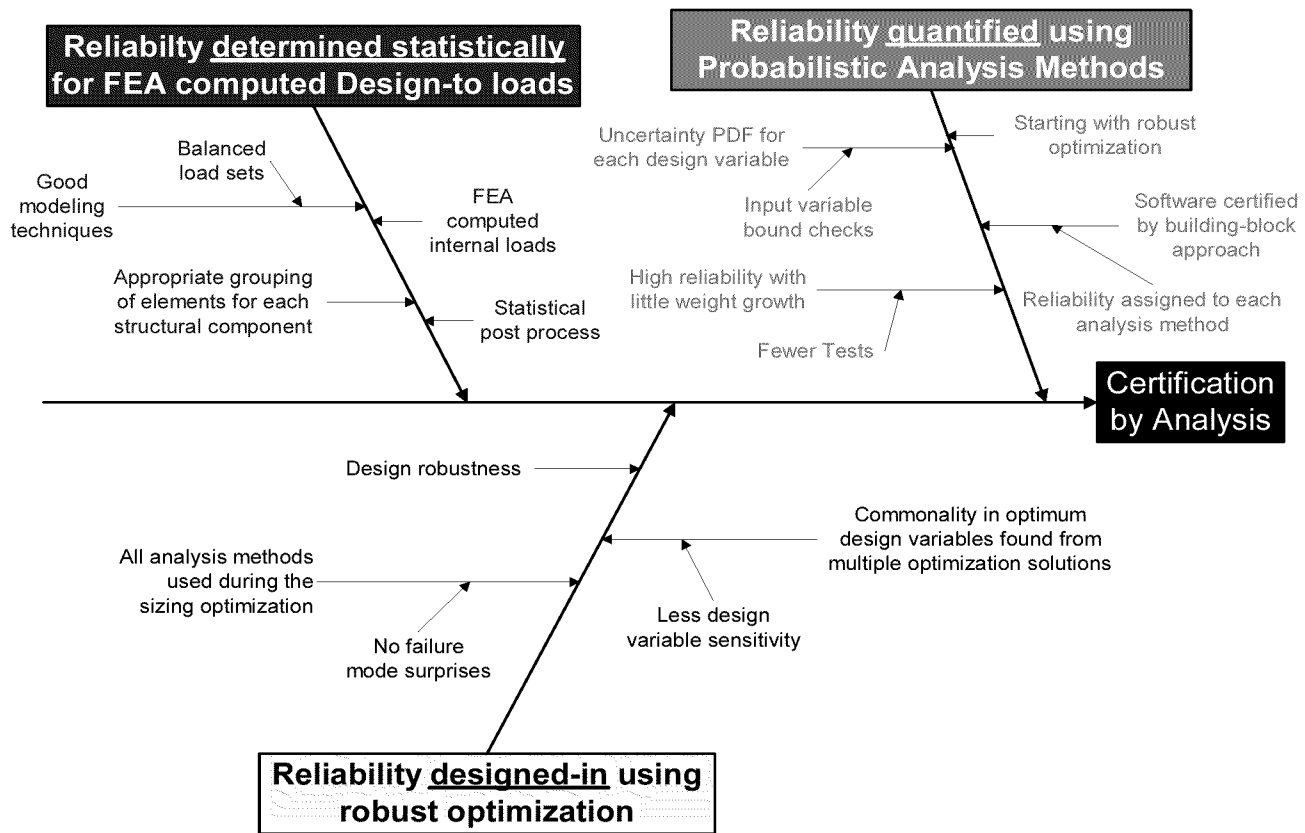 Reliabilty determined statistically
for FEA computed Design-to loads
Reliability quantified using
Probabilistic Analysis Methods
Balanced
load sets
Good
modeling
techniques
FEA
computed
internal loads
Appropriate grouping
of elements for each
structural component
Statistical
post process
Uncertainty PDF for
each design variable
Starting with robust
optimization
Input variable
bound checks
Software certified
by building-block
approach
High reliability with
little weight growth
Reliability assigned to each
analysis method
Fewer Tests
Certification
by Analysis
Design robustness
Commonality in optimum
design variables found from
multiple optimization solutions
All analysis methods
used during the
sizing optimization
Less design
variable sensitivity
No failure
mode surprises
Reliability designed-in using
robust optimization